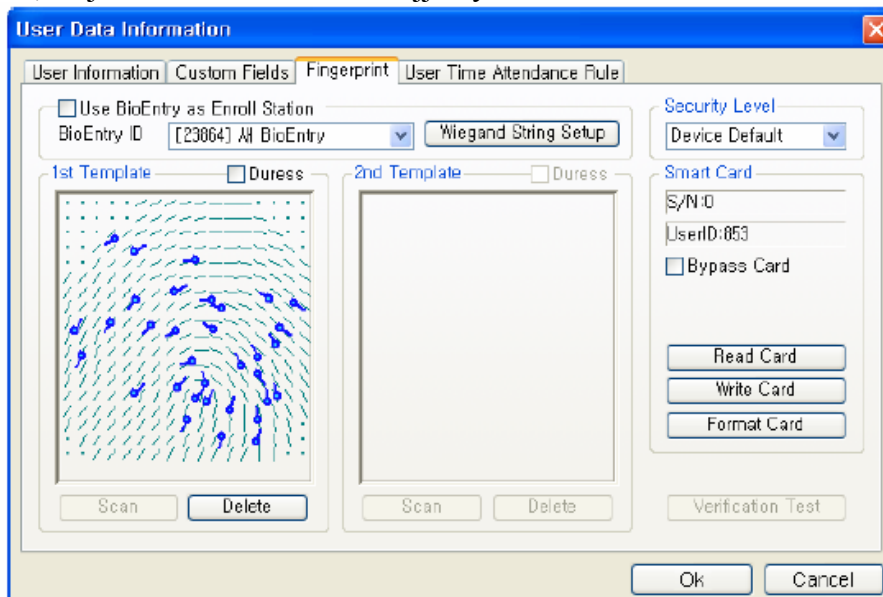 User Data Information
User Information
Custom Fields
Fingerprint
User Time Attendance Rule
Use BioEntry as Enroll Station
BioEntry ID
[23864] 새 BioEntry
Wiegand String Setup
Security Level
Device Default
1st Template
Duress
2nd Template
Duress
Smart Card
S/N:0
UserID:853
Bypass Card
Read Card
Write Card
Format Card
Scan
Delete
Scan
Delete
Verification Test
Ok
Cancel